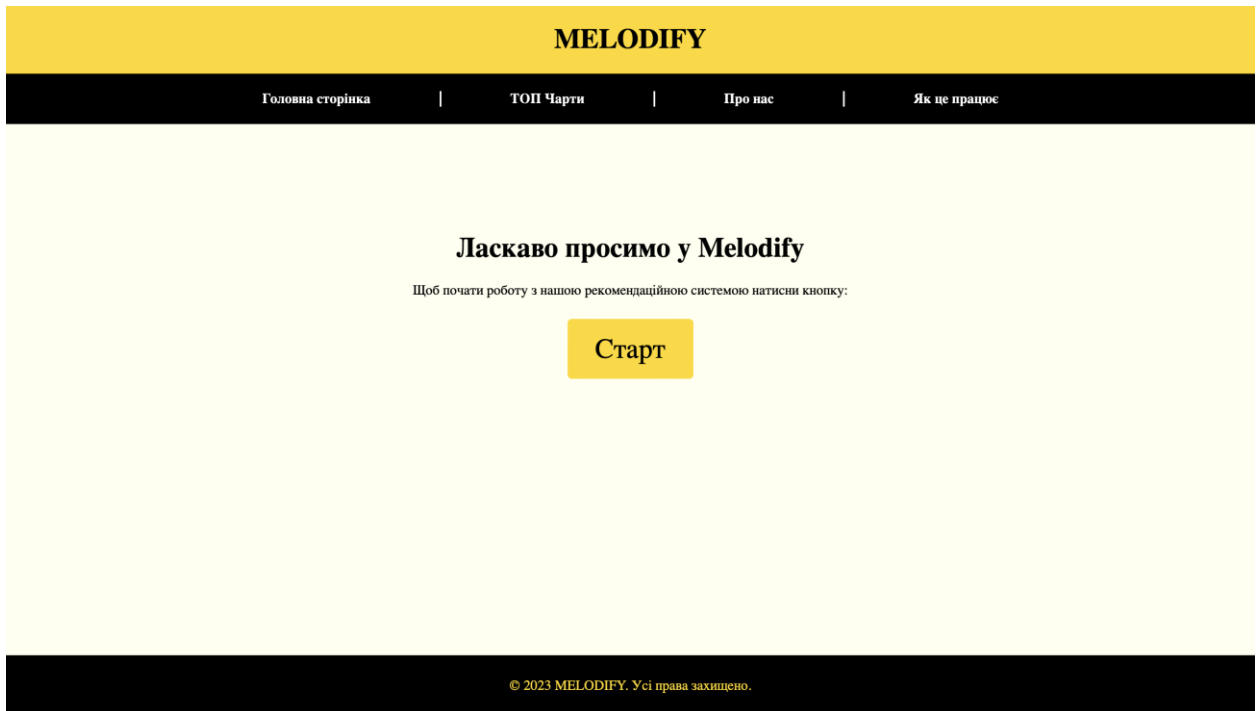 MELODIFY
Головна сторінка | ТОП Чарти | Про нас | Як це працює
Ласкаво просимо у Melodify
Щоб почати роботу з нашою рекомендаційною системою натисни кнопку:
Старт
© 2023 MELODIFY. Усі права захищено.